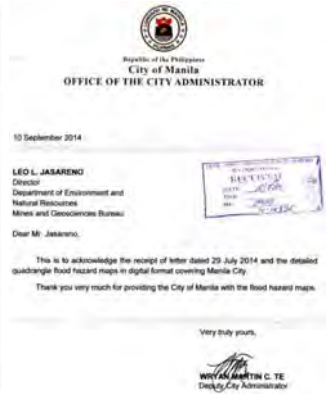 Republic of the Philippines
City of Manila
OFFICE OF THE CITY ADMINISTRATOR
10 September 2014
LEO L. JASARENO
Director
Department of Environment and
Natural Resources
Mines and Geosciences Bureau
RECEIVED
Dear Mr. Jasareno,
This is to acknowledge the receipt of letter dated 29 July 2014 and the detailed
quadrangle flood hazard maps in digital format covering Manila City.
Thank you very much for providing the City of Manila with the flood hazard maps.
Very truly yours,
WRYAN MARTIN C. TE
Deputy City Administrator